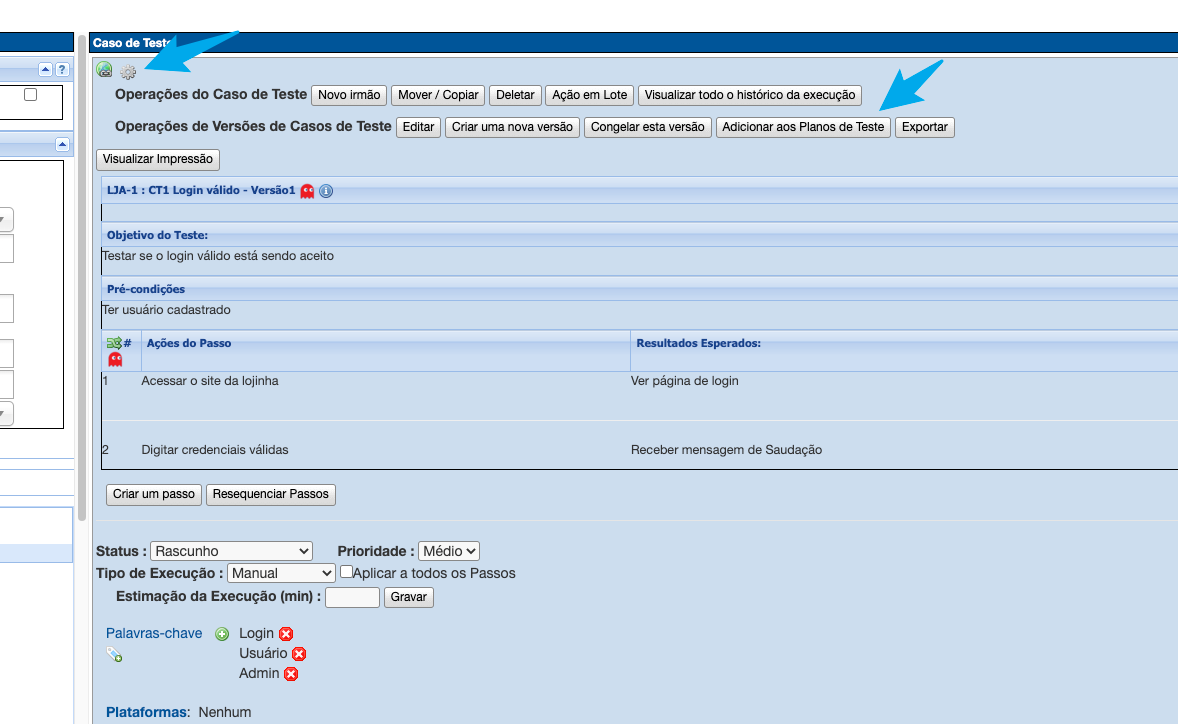 Caso de Teste
?
Operações do Caso de Teste Novo irmão Mover / Copiar Deletar Ação em Lote Visualizar todo o histórico da execução
Operações de Versões de Casos de Teste Editar Criar uma nova versão Congelar esta versão Adicionar aos Planos de Teste Exportar
Visualizar Impressão
LJA-1 : CT1 Login válido - Versão1
Objetivo do Teste:
Testar se o login válido está sendo aceito
Pré-condições
Ter usuário cadastrado
# Ações do Passo Resultados Esperados:
1 Acessar o site da lojinha Ver página de login
2 Digitar credenciais válidas Receber mensagem de Saudação
Criar um passo Resequenciar Passos
Status : Rascunho Prioridade : Médio
Tipo de Execução : Manual Aplicar a todos os Passos
Estimação da Execução (min) : Gravar
Palavras-chave Login
Usuário
Admin
Plataformas: Nenhum